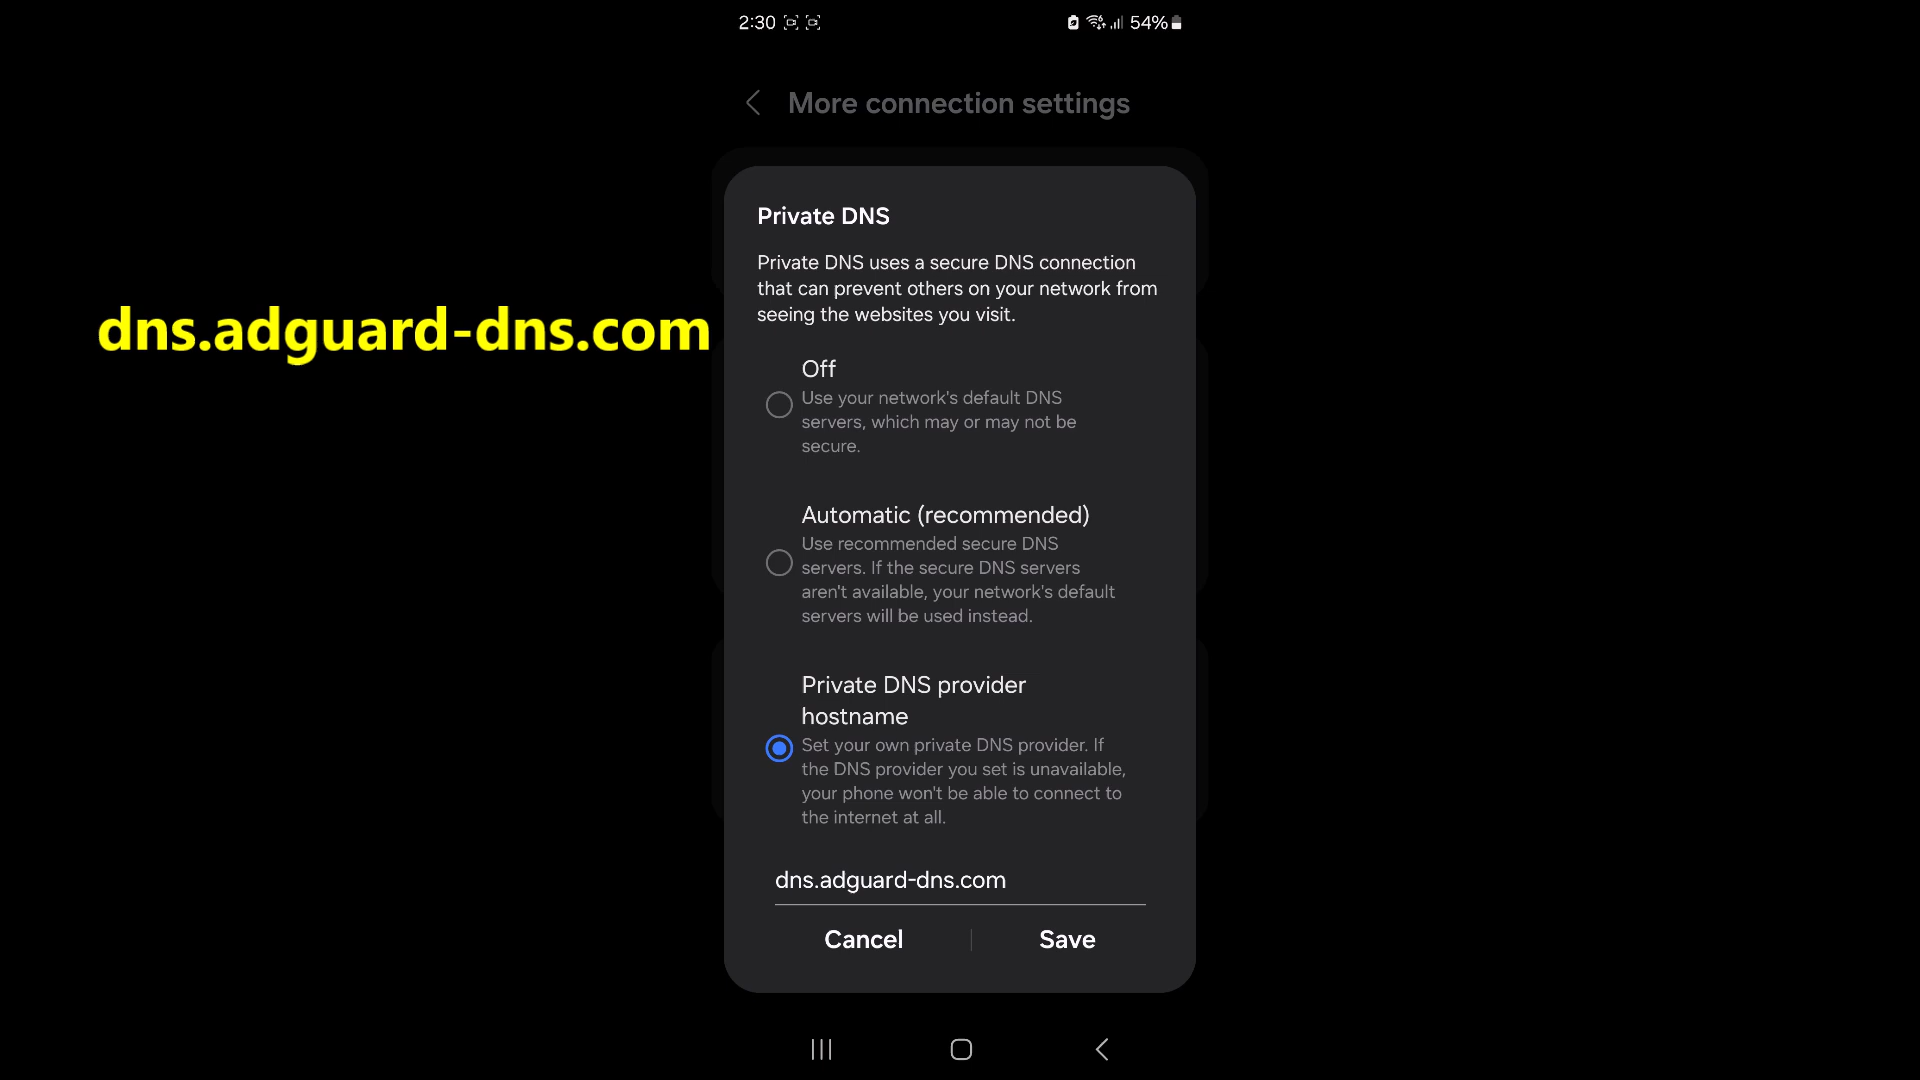 2:30
54%
More connection settings
Private DNS
Private DNS uses a secure DNS connection
that can prevent others on your network from
seeing the websites you visit.
dns.adguard-dns.com
Off
Use your network's default DNS
servers, which may or may not be
secure.
Automatic (recommended)
Use recommended secure DNS
servers. If the secure DNS servers
aren't available, your network's default
servers will be used instead.
Private DNS provider
hostname
Set your own private DNS provider. If
the DNS provider you set is unavailable,
your phone won't be able to connect to
the internet at all.
dns.adguard-dns.com
Cancel
Save